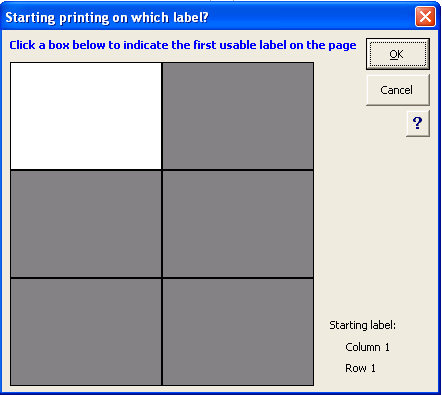 Starting printing on which label?
Click a box below to indicate the first usable label on the page
OK
Cancel
?
Starting label:
Column 1
Row 1